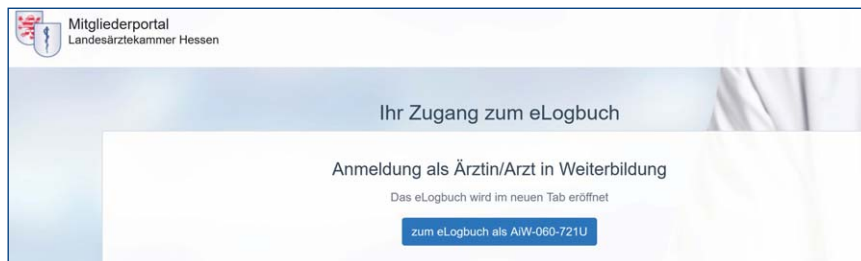 Mitgliederportal
Landesärztekammer Hessen
Ihr Zugang zum eLogbuch
Anmeldung als Ärztin/Arzt in Weiterbildung
Das eLogbuch wird im neuen Tab eröffnet
zum eLogbuch als AiW-060-721U